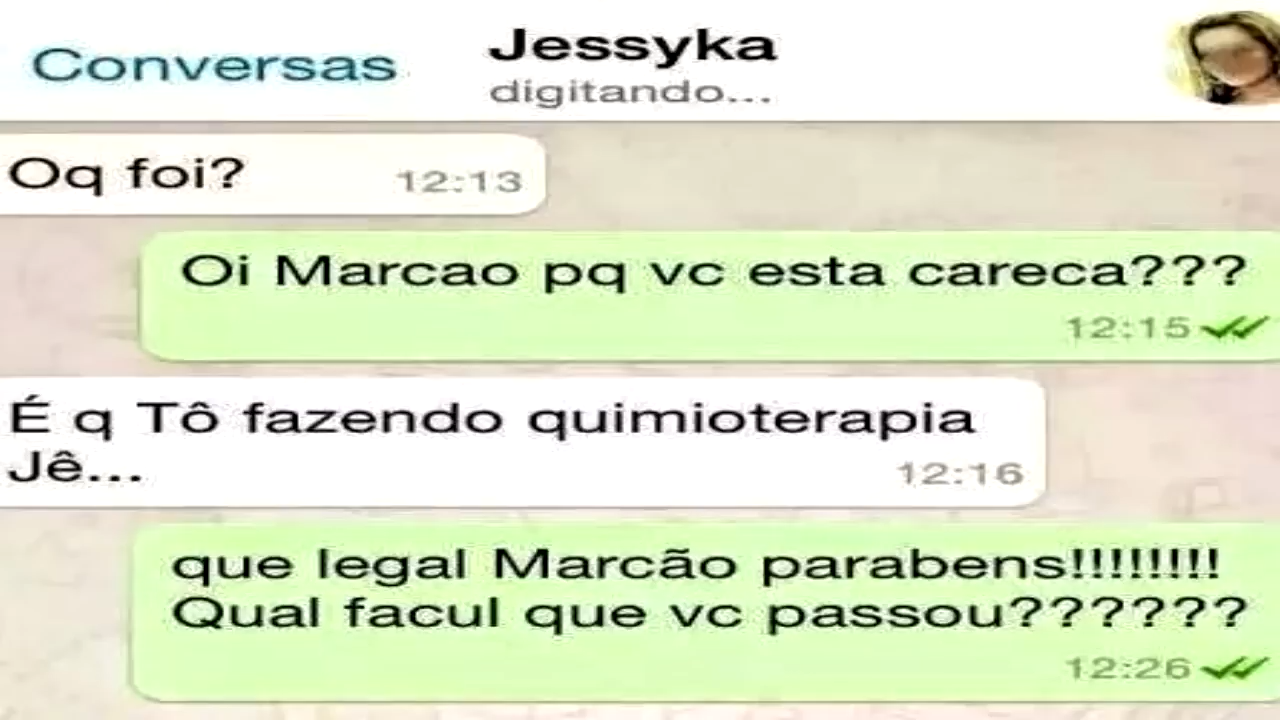 Conversas
Jessyka
digitando...
Oq foi?
12:13
Oi Marcao pq vc esta careca???
12:15
É q Tô fazendo quimioterapia
Jê...
12:16
que legal Marcão parabens!!!!!!!!
Qual facul que vc passou??????
12:26